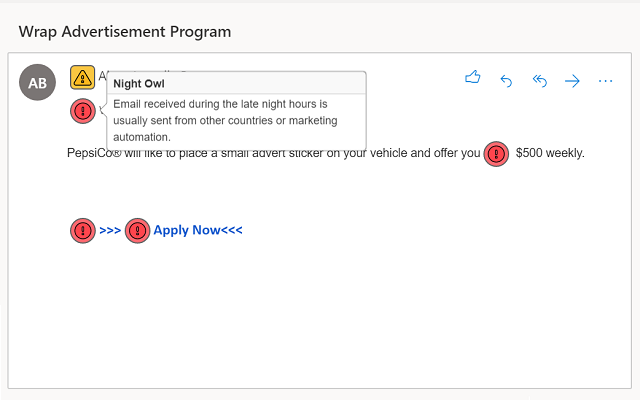 Wrap Advertisement Program
AB
Night Owl
Email received during the late night hours is
usually sent from other countries or marketing
automation.
PepsiCo® will like to place a small advert sticker on your vehicle and offer you $500 weekly.
>>> Apply Now<<<